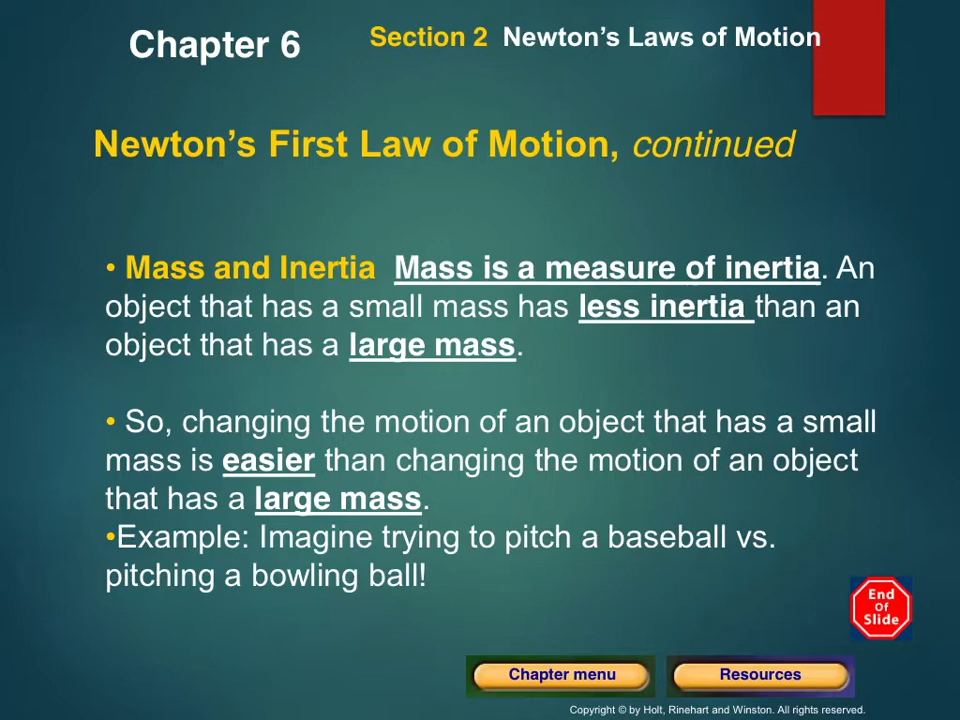 Chapter 6
Section 2 Newton’s Laws of Motion
Newton’s First Law of Motion, continued
• Mass and Inertia Mass is a measure of inertia. An
object that has a small mass has less inertia than an
object that has a large mass.
• So, changing the motion of an object that has a small
mass is easier than changing the motion of an object
that has a large mass.
•Example: Imagine trying to pitch a baseball vs.
pitching a bowling ball!
End
Of
Slide
Chapter menu
Resources
Copyright © by Holt, Rinehart and Winston. All rights reserved.